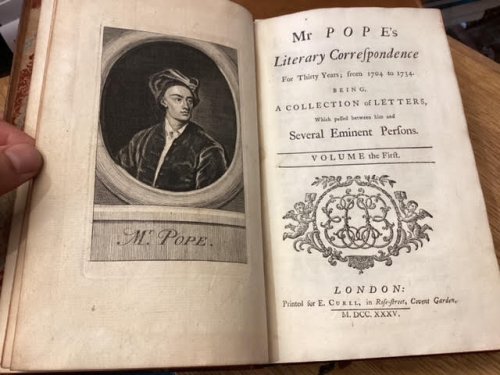 Mr. POPE.
Mr POPE's
Literary Correſpondence
For Thirty Years; from 1704 to 1734.
BEING,
A COLLECTION of LETTERS,
Which paſſed between him and
Several Eminent Perſons.
VOLUME the Firſt.
LONDON:
Printed for E. CURLL, in Roſe-ſtreet, Covent Garden.
M. DCC. XXXV.